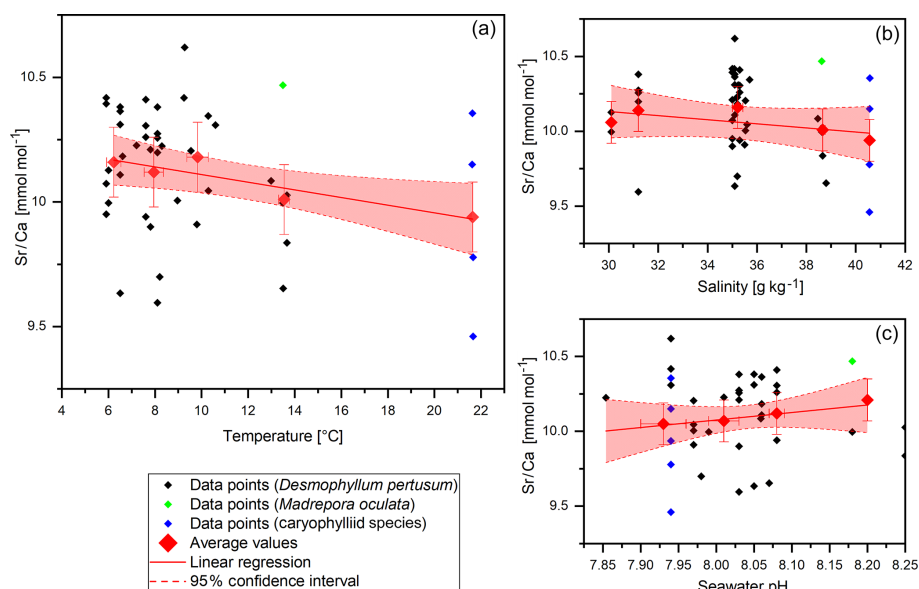 (a)
10.5
10
9.5
Sr/Ca [mmol mol⁻¹]
4 6 8 10 12 14 16 18 20 22 24
Temperature [°C]
Data points (Desmophyllum pertusum)
Data points (Madrepora oculata)
Data points (caryophylliid species)
Average values
Linear regression
95% confidence interval
(b)
10.5
10.0
9.5
Sr/Ca [mmol mol⁻¹]
30 32 34 36 38 40 42
Salinity [g kg⁻¹]
(c)
10.5
10.0
9.5
Sr/Ca [mmol mol⁻¹]
7.85 7.90 7.95 8.00 8.05 8.10 8.15 8.20 8.25
Seawater pH